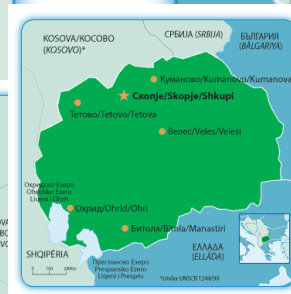 СРБИЈА (SRBIJA)
KOSOVA/КОСОВО
(KOSOVO)*
БЪЛГАРИЯ
(BĂLGARIYA)
Куманово/Kumanovo/Kumanova
Скопје/Skopje/Shkupi
Тетово/Tetovo/Tetova
Велес/Veles/Velesi
Охридско Езеро
Ohridsko Ezero
Liqeni i Ohrit
Охрид/Ohrid/Ohri
Битола/Bitola/Manastiri
SHQIPËRIA
ΕΛΛΑΔΑ
(ELLÁDA)
Преспанско Езеро
Prespansko Ezero
Liqeni i Prespës
0 100 200km
*Under UNSCR 1244/99